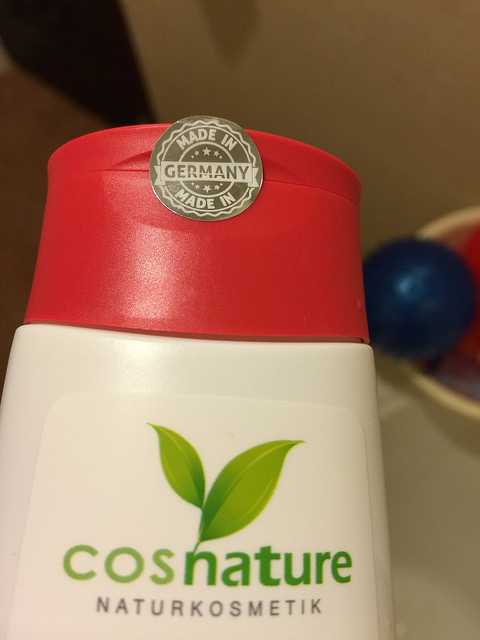 MADE IN
GERMANY
MADE IN
cosnature
NATURKOSMETIK